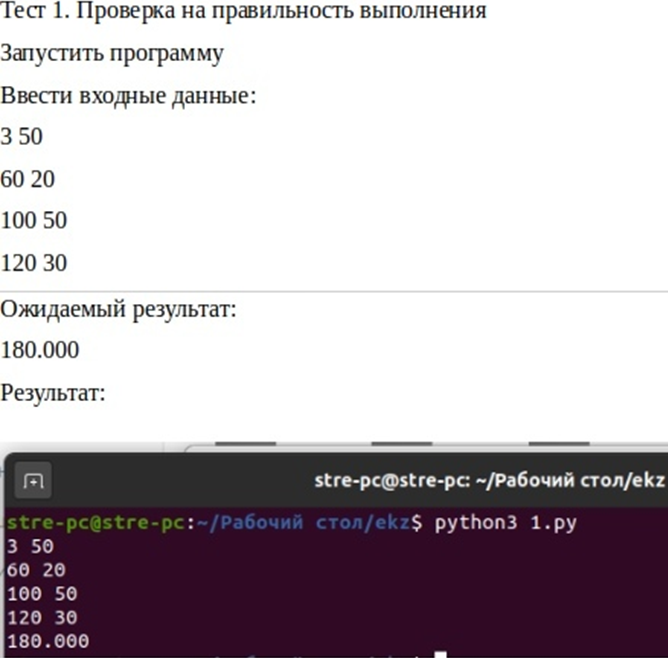 Тест 1. Проверка на правильность выполнения
Запустить программу
Ввести входные данные:
3 50
60 20
100 50
120 30
Ожидаемый результат:
180.000
Результат:
stre-pc@stre-pc: ~/Рабочий стол/ekz
stre-pc@stre-pc:~/Рабочий стол/ekz$ python3 1.py
3 50
60 20
100 50
120 30
180.000